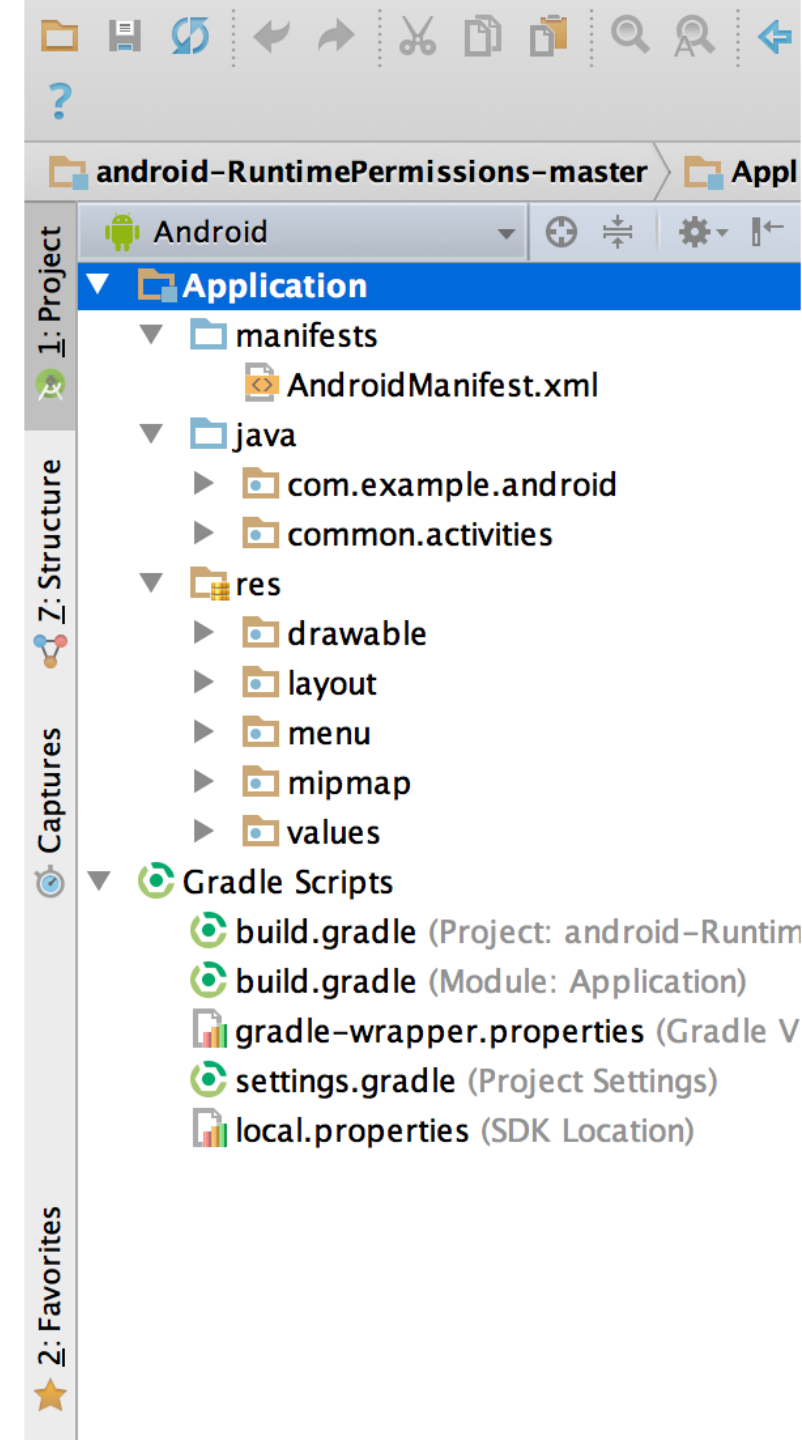 ?
android-RuntimePermissions-master Appl
Android
1: Project
7: Structure
Captures
2: Favorites
Application
manifests
AndroidManifest.xml
java
com.example.android
common.activities
res
drawable
layout
menu
mipmap
values
Gradle Scripts
build.gradle (Project: android-Runtim
build.gradle (Module: Application)
gradle-wrapper.properties (Gradle V
settings.gradle (Project Settings)
local.properties (SDK Location)